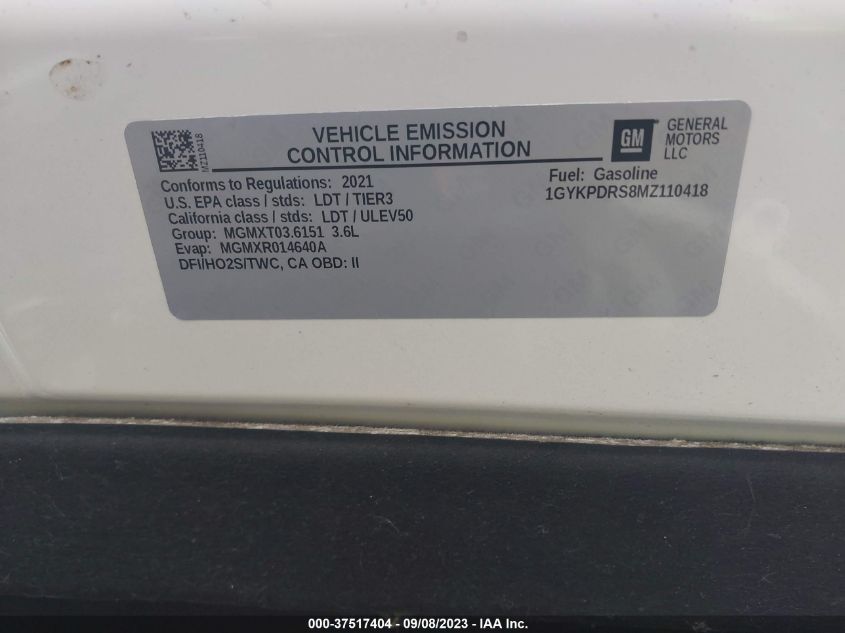 VEHICLE EMISSION
CONTROL INFORMATION
MZ110418
GM
GENERAL
MOTORS
LLC
Conforms to Regulations: 2021
U.S. EPA class / stds: LDT / TIER3
California class / stds: LDT / ULEV50
Group: MGMXT03.6151 3.6L
Evap: MGMXR014640A
DFI/HO2S/TWC, CA OBD: II
Fuel: Gasoline
1GYKPDRS8MZ110418
000-37517404 - 09/08/2023 - IAA Inc.